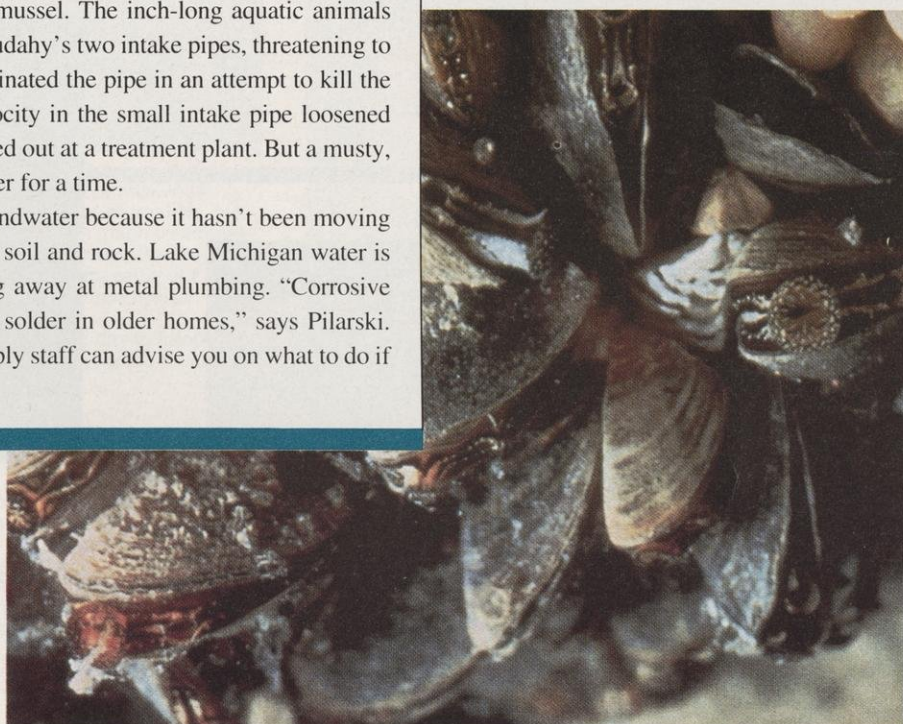 mussel. The inch-long aquatic animals
dahy's two intake pipes, threatening to
inated the pipe in an attempt to kill the
ocity in the small intake pipe loosened
ed out at a treatment plant. But a musty,
er for a time.
ndwater because it hasn't been moving
soil and rock. Lake Michigan water is
g away at metal plumbing. “Corrosive
solder in older homes,” says Pilarski.
ply staff can advise you on what to do if